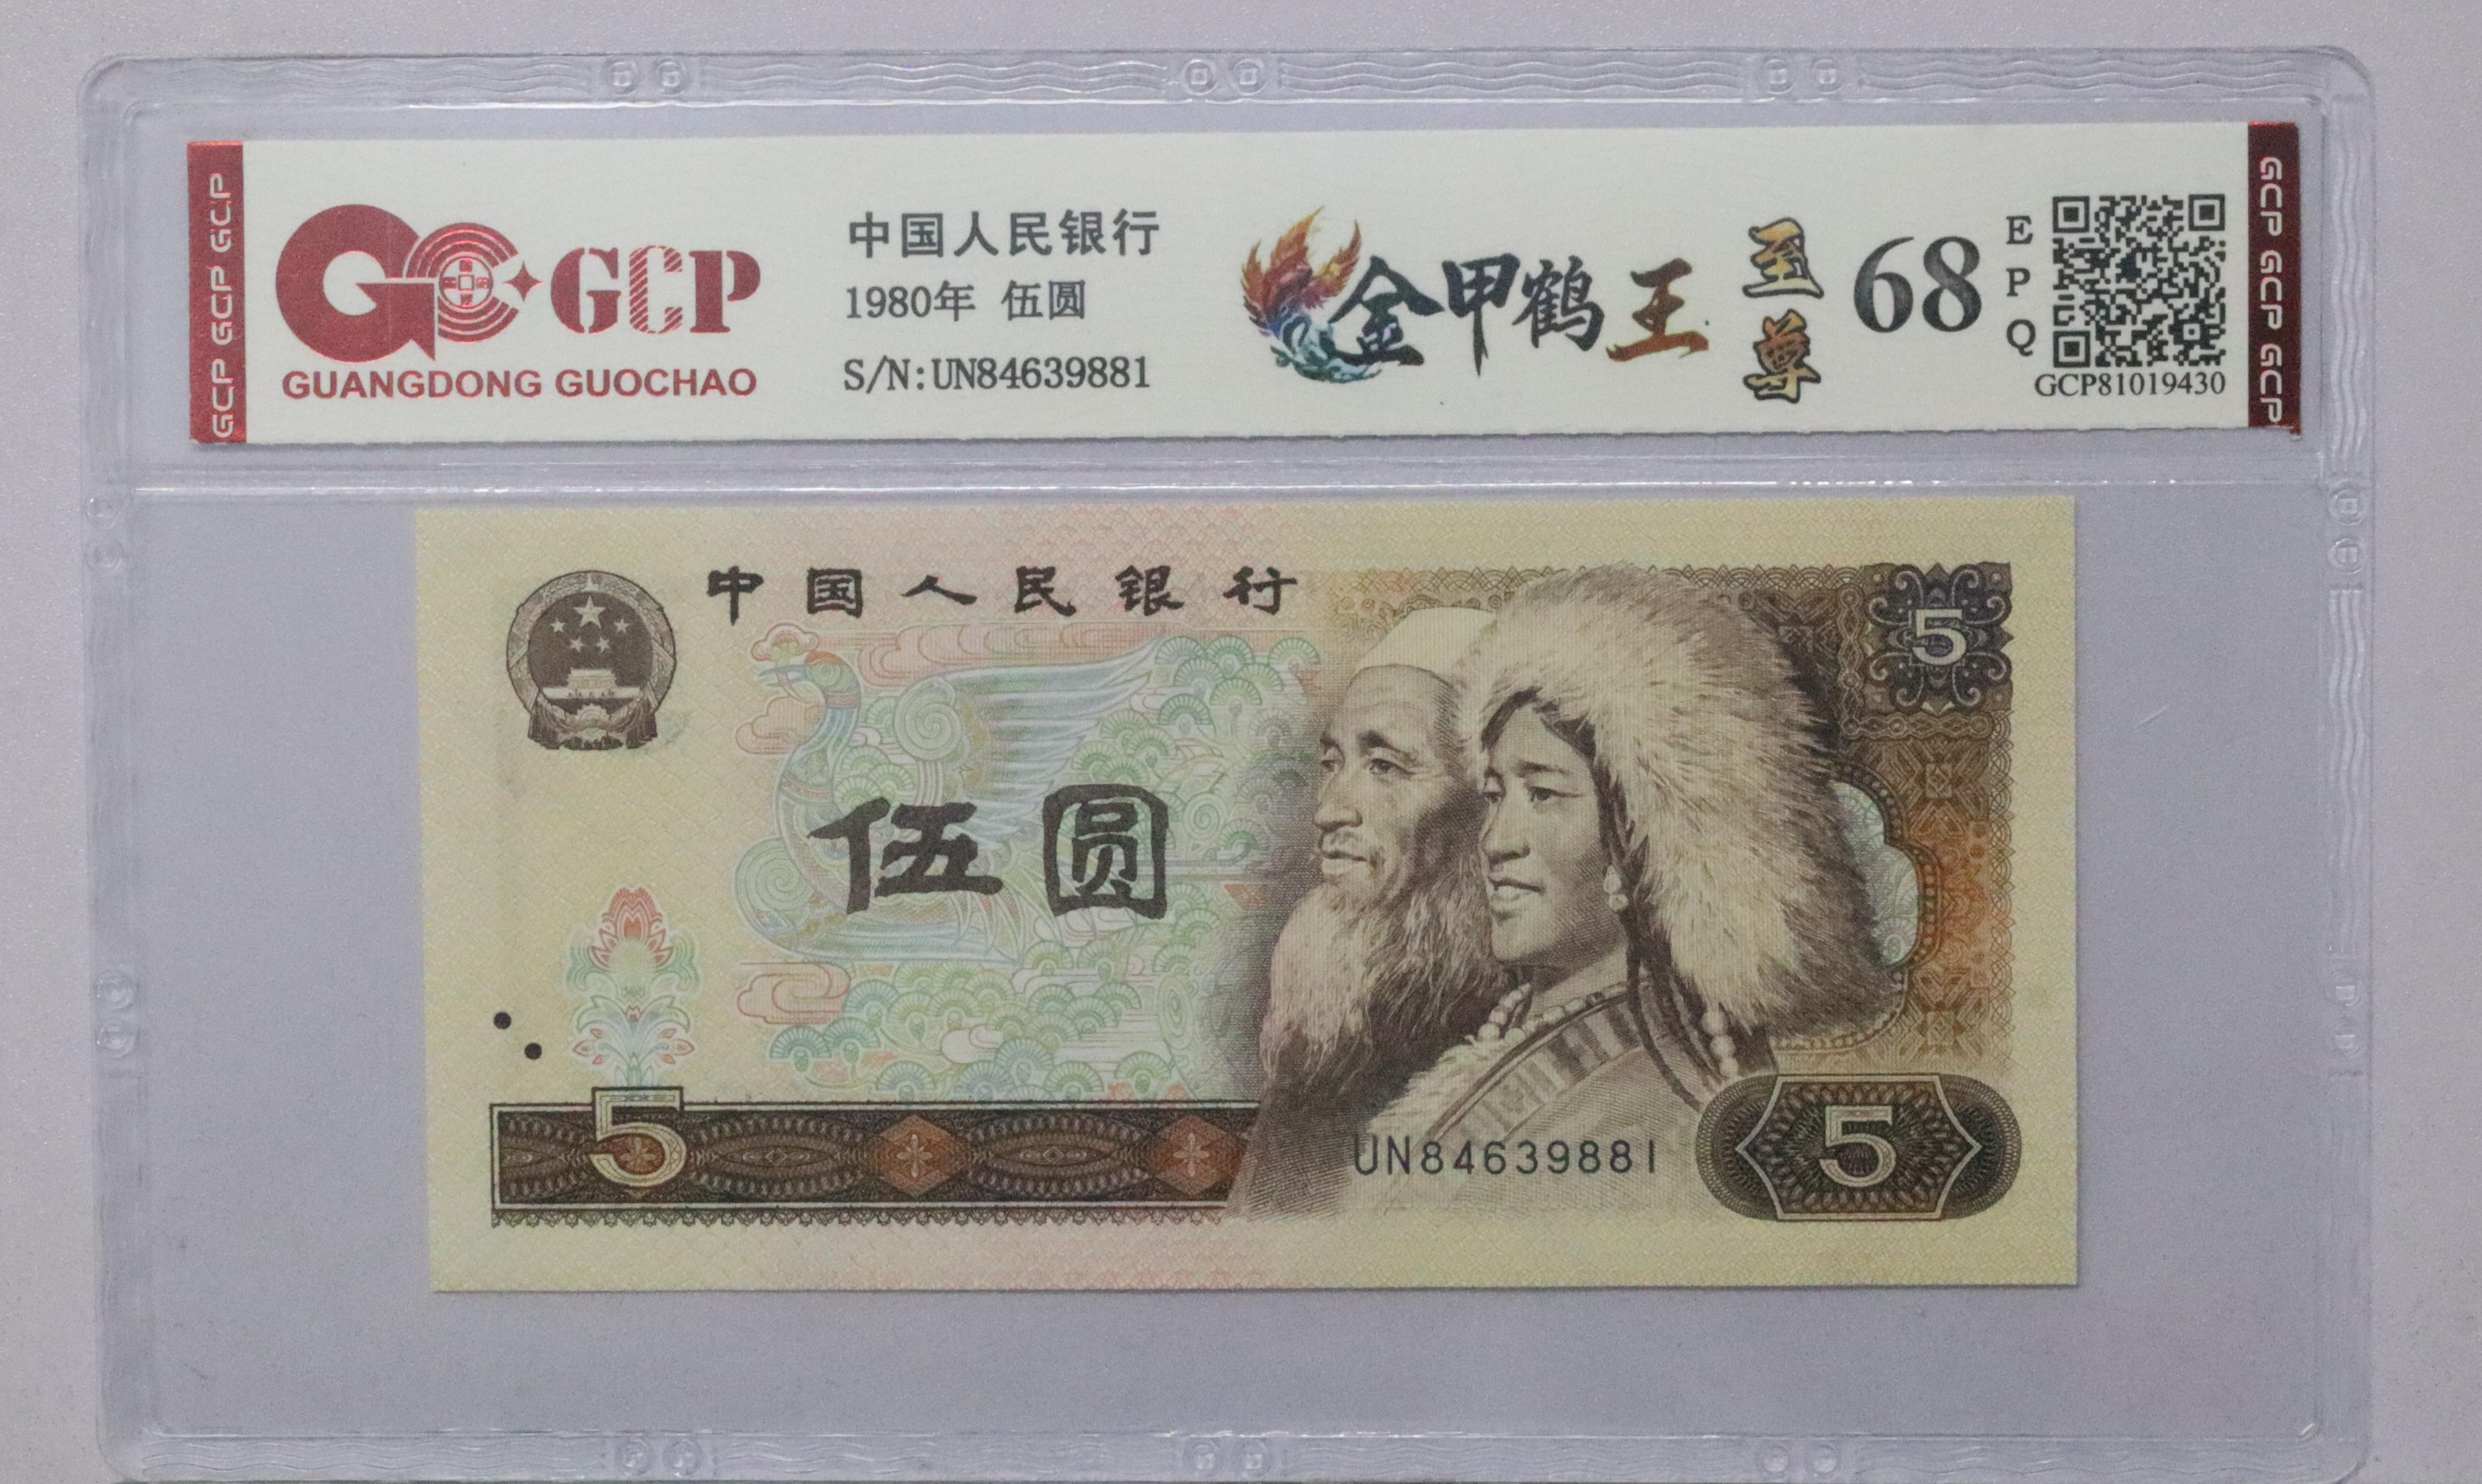 GCP GCP GCP
GCP
GUANGDONG GUOCHAO
中国人民银行
1980年 伍圆
S/N:UN84639881
金甲鹤王
至尊
68
EPQ
GCP81019430
GCP GCP GCP
中国人民银行
5
伍圆
5
UN84639881
5